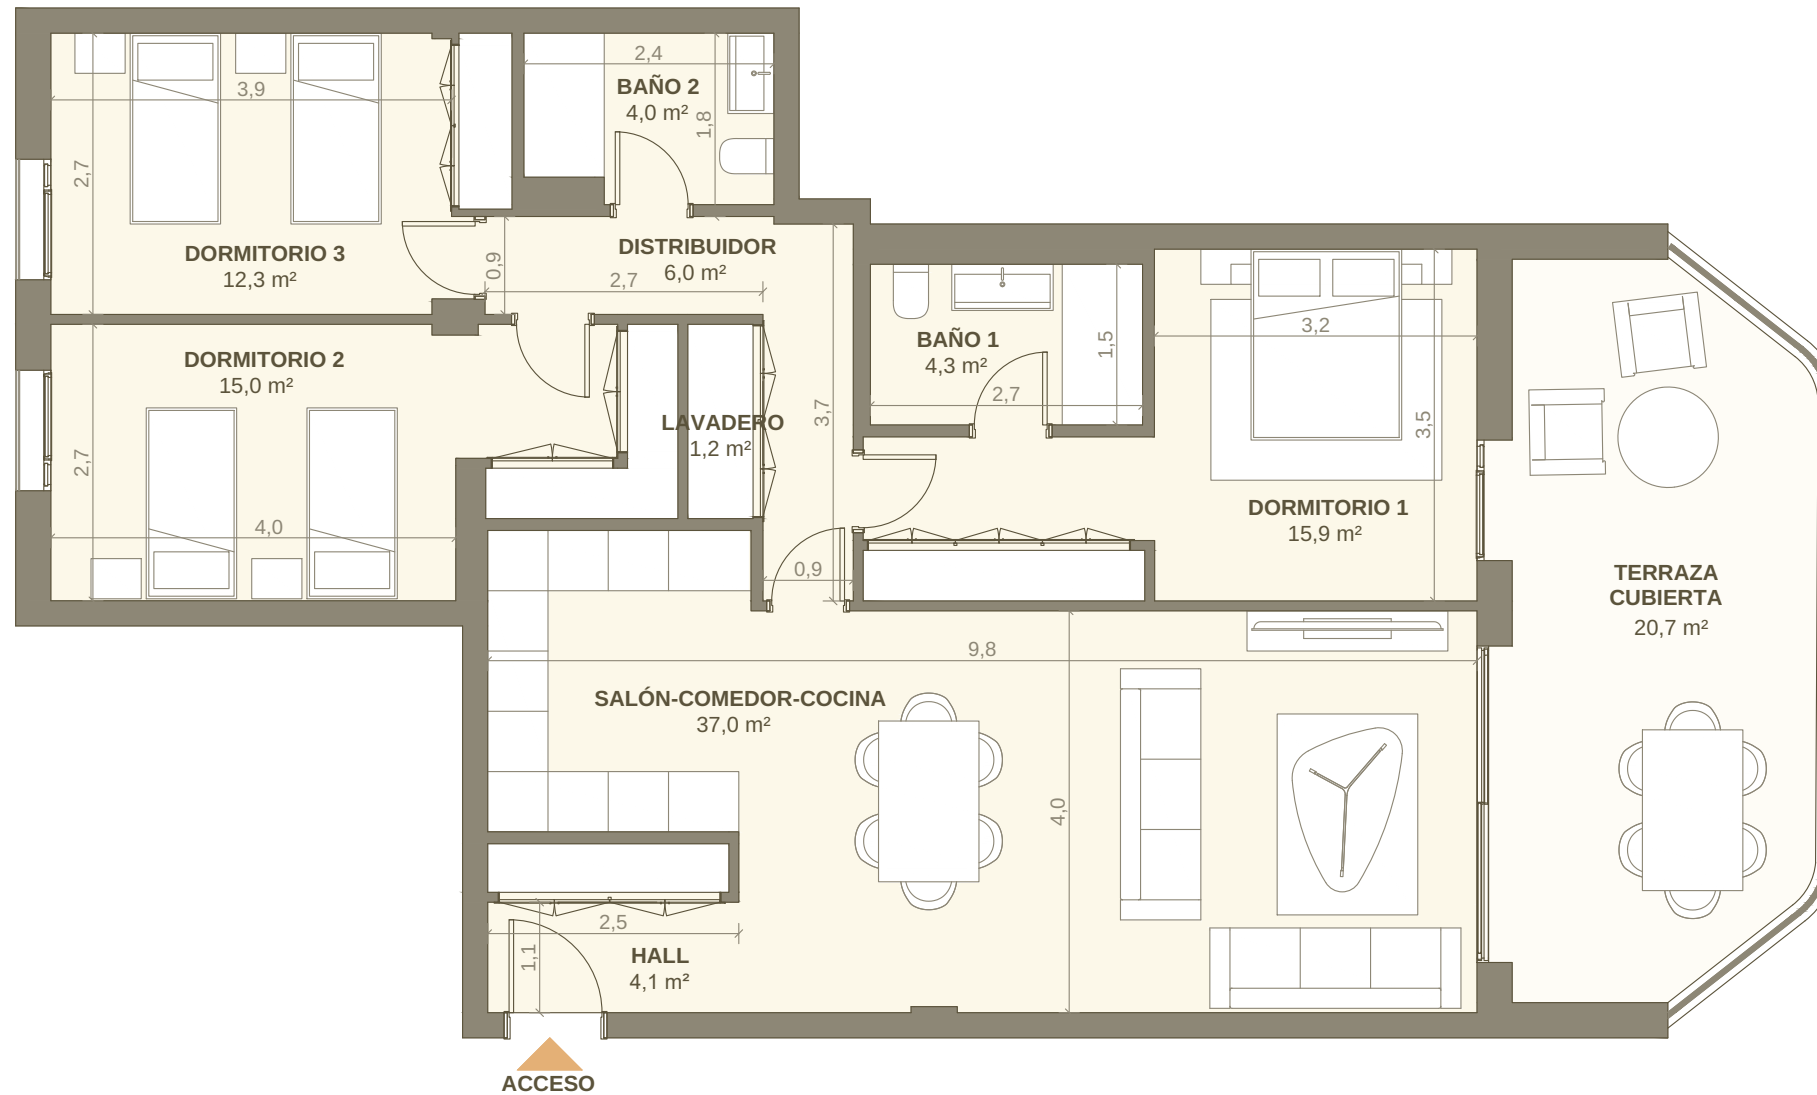 2,4
BAÑO 2
4,0 m²
1,8
3,9
2,7
DORMITORIO 3
12,3 m²
0,9
DISTRIBUIDOR
6,0 m²
2,7
DORMITORIO 2
15,0 m²
2,7
4,0
LAVADERO
1,2 m²
3,7
BAÑO 1
4,3 m²
1,5
2,7
3,2
3,5
DORMITORIO 1
15,9 m²
0,9
TERRAZA
CUBIERTA
20,7 m²
9,8
SALÓN-COMEDOR-COCINA
37,0 m²
4,0
2,5
1,1
HALL
4,1 m²
ACCESO